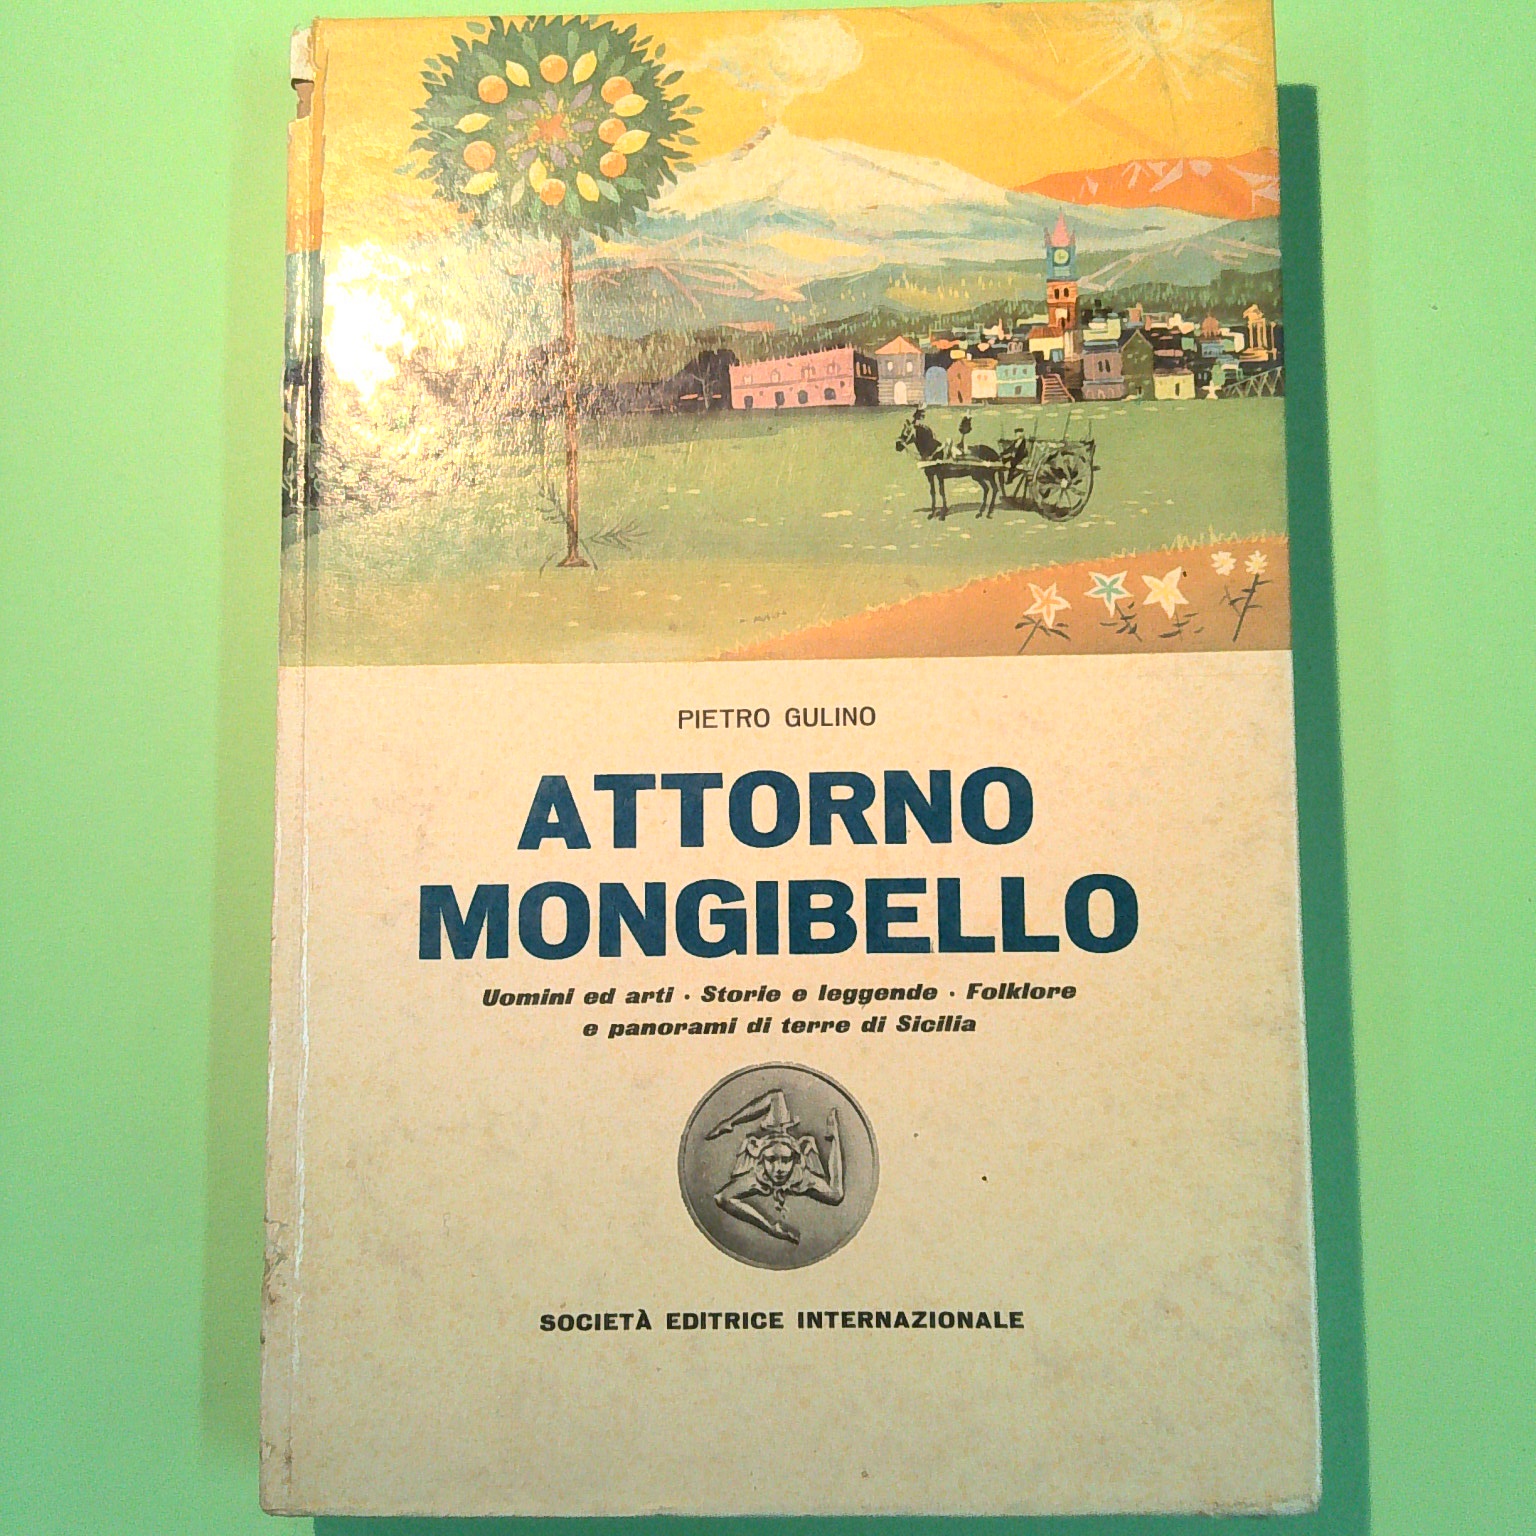 PIETRO GULINO
ATTORNO
MONGIBELLO
Uomini ed arti · Storie e leggende · Folklore
e panorami di terre di Sicilia
SOCIETÀ EDITRICE INTERNAZIONALE